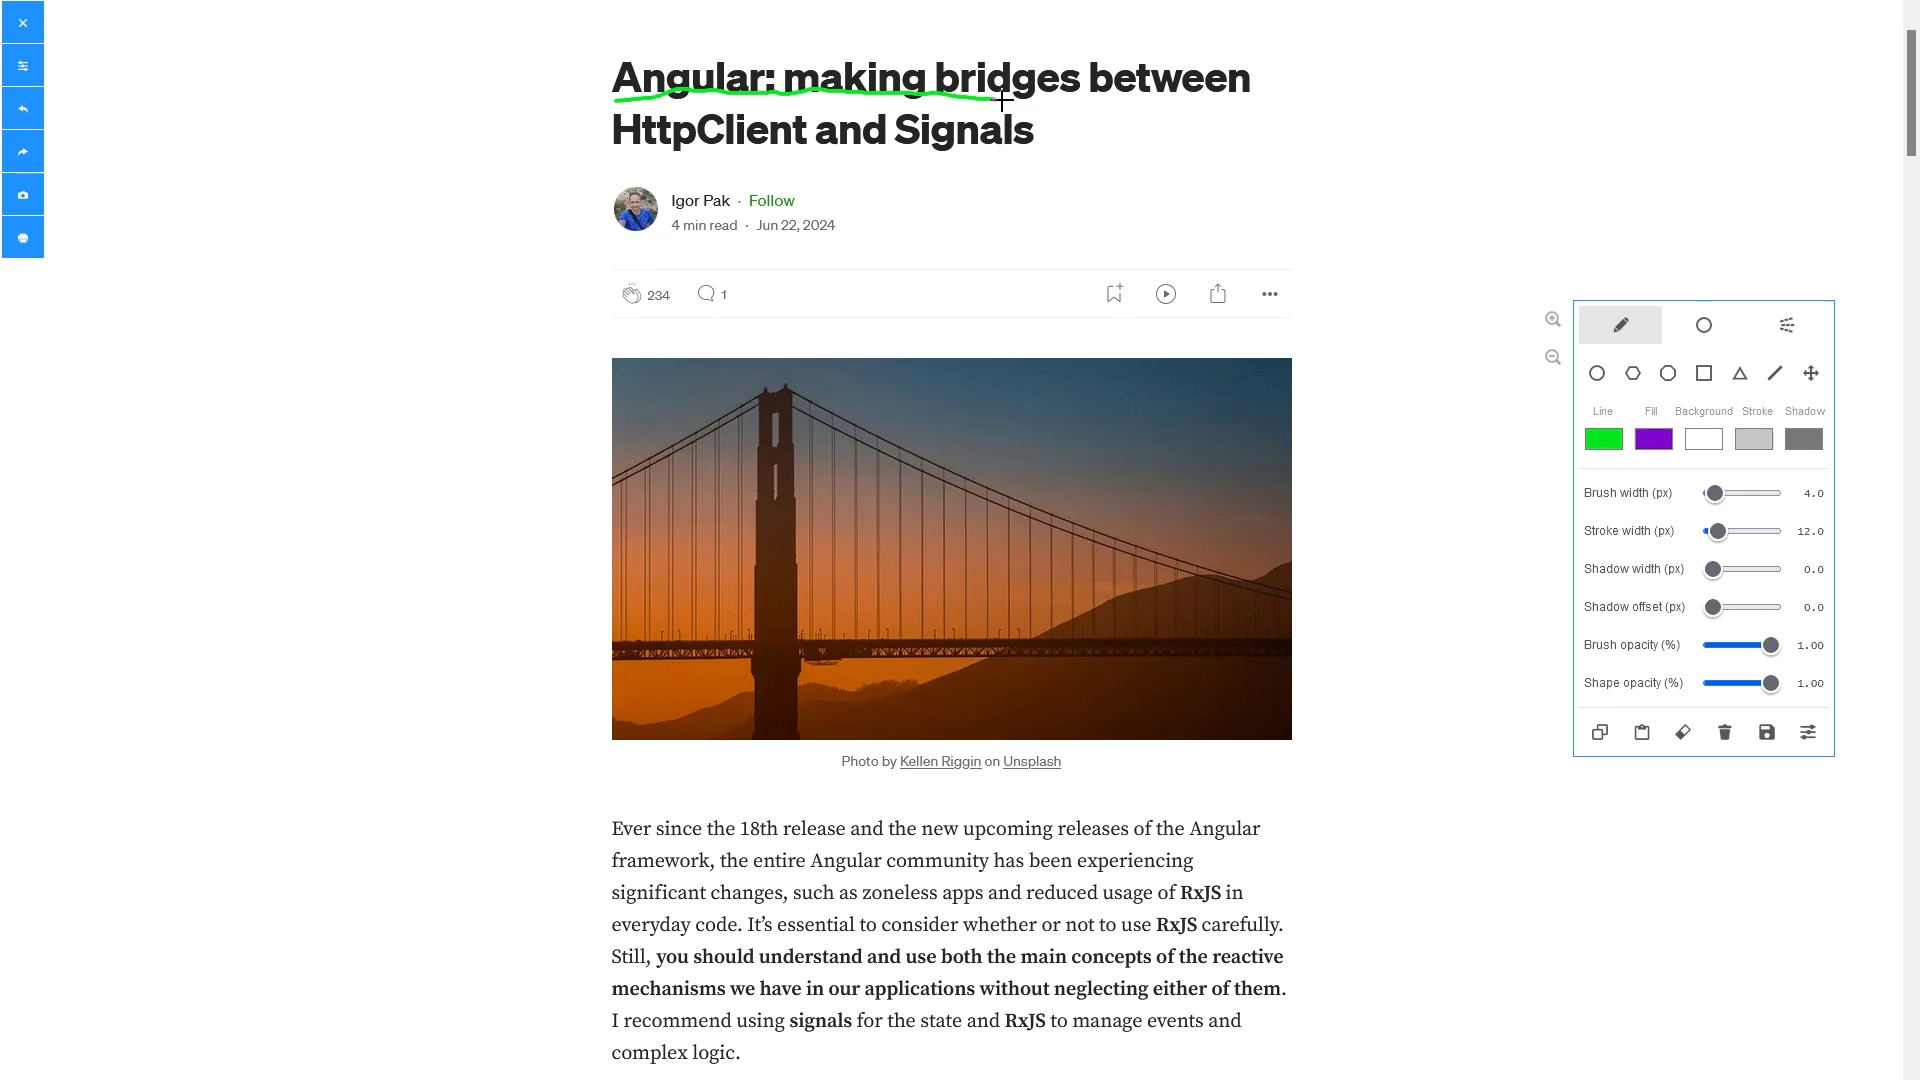 Angular: making bridges between
HttpClient and Signals
Igor Pak · Follow
4 min read · Jun 22, 2024
234
1
Photo by Kellen Riggin on Unsplash
Ever since the 18th release and the new upcoming releases of the Angular
framework, the entire Angular community has been experiencing
significant changes, such as zoneless apps and reduced usage of RxJS in
everyday code. It’s essential to consider whether or not to use RxJS carefully.
Still, you should understand and use both the main concepts of the reactive
mechanisms we have in our applications without neglecting either of them.
I recommend using signals for the state and RxJS to manage events and
complex logic.
Line Fill Background Stroke Shadow
Brush width (px) 4.0
Stroke width (px) 12.0
Shadow width (px) 0.0
Shadow offset (px) 0.0
Brush opacity (%) 1.00
Shape opacity (%) 1.00